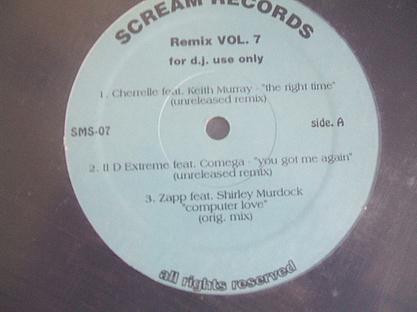 SCREAM RECORDS
Remix VOL. 7
for d.j. use only
1. Cherrelle feat. Keith Murray - "the right time"
(unreleased remix)
SMS-07
side. A
2. II D Extreme feat. Comega - "you got me again"
(unreleased remix)
3. Zapp feat. Shirley Murdock
"computer love"
(orig. mix)
all rights reserved